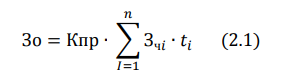 n
Зо = Кпр · ∑ Зчi · ti (2.1)
I=1